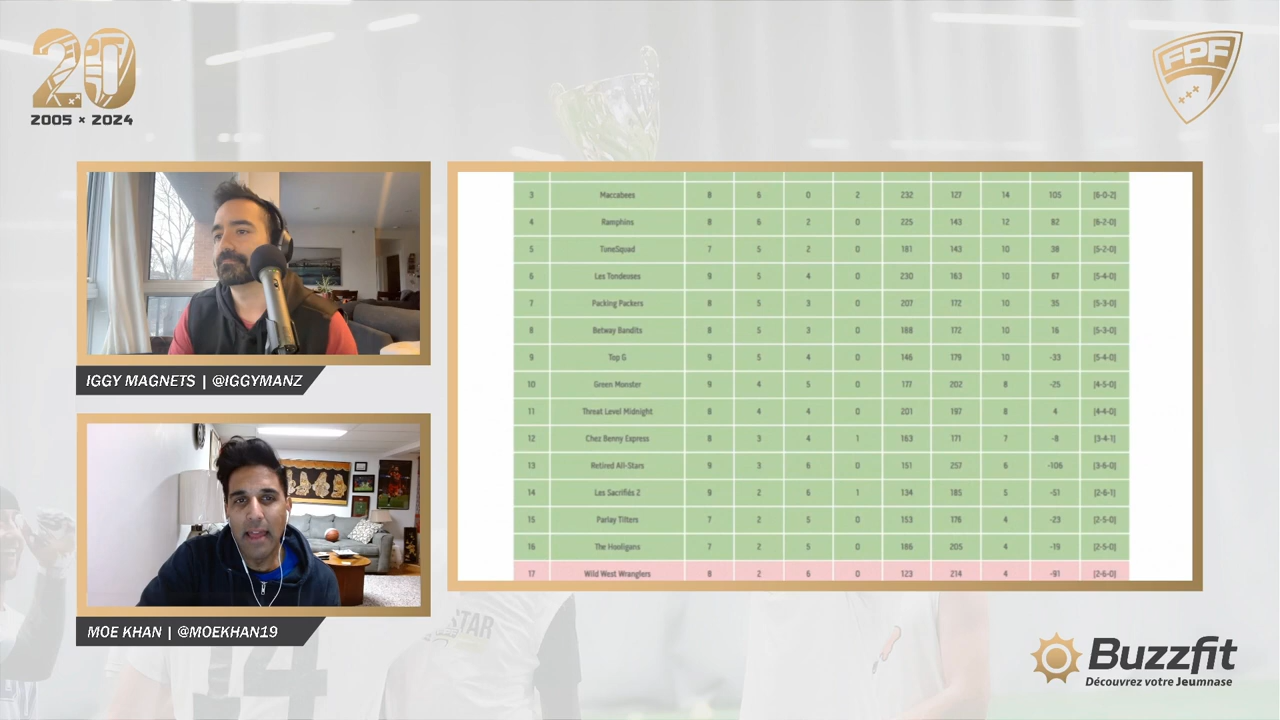 20
2005 × 2024
FPF
IGGY MAGNETS | @IGGYMANZ
MOE KHAN | @MOEKHAN19
3 Maccabees 8 6 0 2 232 127 14 105 [6-0-2]
4 Ramphins 8 6 2 0 225 143 12 82 [6-2-0]
5 TimeSquad 7 5 2 0 181 143 10 38 [5-2-0]
6 Les Tondeuses 9 5 4 0 230 163 10 67 [5-4-0]
7 Packing Packers 8 5 3 0 207 172 10 35 [5-3-0]
8 Betway Bandits 8 5 3 0 188 172 10 16 [5-3-0]
9 Top G 9 5 4 0 146 179 10 -33 [5-4-0]
10 Green Monster 9 4 5 0 177 202 8 -25 [4-5-0]
11 Threat Level Midnight 8 4 4 0 201 197 8 4 [4-4-0]
12 Chez Benny Express 8 3 4 1 163 171 7 -8 [3-4-1]
13 Retired All-Stars 9 3 6 0 151 257 6 -106 [3-6-0]
14 Les Sacrifiés 2 9 2 6 1 134 185 5 -51 [2-6-1]
15 Parlay Tilters 7 2 5 0 153 176 4 -23 [2-5-0]
16 The Hooligans 7 2 5 0 186 205 4 -19 [2-5-0]
17 Wild West Wranglers 8 2 6 0 123 214 4 -91 [2-6-0]
STAR
14
Buzzfit
Découvrez votre Jeumnase